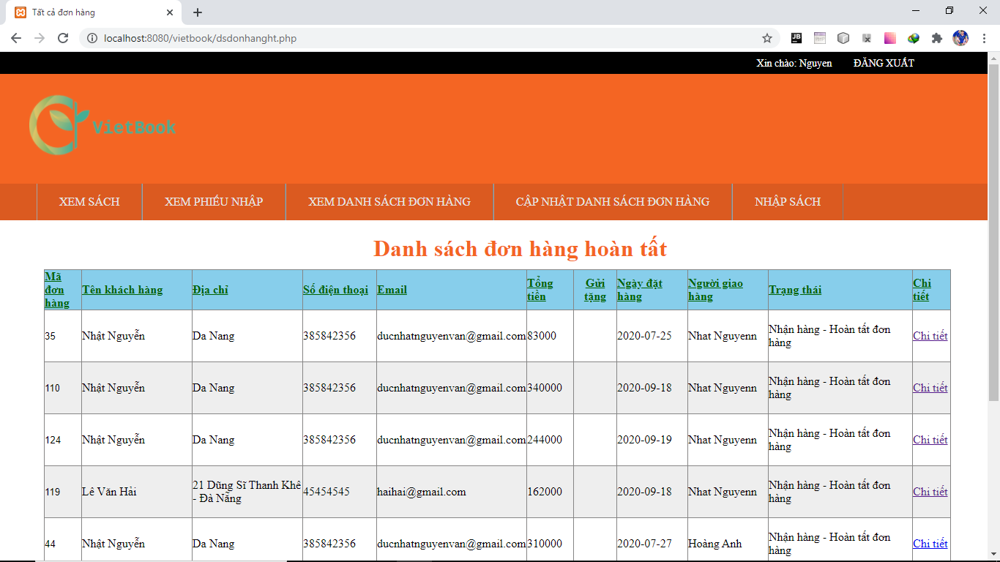 Tất cả đơn hàng
localhost:8080/vietbook/dsdonhanght.php
Xin chào: Nguyen ĐĂNG XUẤT
VietBook
XEM SÁCH XEM PHIẾU NHẬP XEM DANH SÁCH ĐƠN HÀNG CẬP NHẬT DANH SÁCH ĐƠN HÀNG NHẬP SÁCH
Danh sách đơn hàng hoàn tất
Mã đơn hàng Tên khách hàng Địa chỉ Số điện thoại Email Tổng tiền Gửi tặng Ngày đặt hàng Người giao hàng Trạng thái Chi tiết
35 Nhật Nguyễn Da Nang 385842356 ducnhatnguyenvan@gmail.com 83000 2020-07-25 Nhat Nguyenn Nhận hàng - Hoàn tất đơn hàng Chi tiết
110 Nhật Nguyễn Da Nang 385842356 ducnhatnguyenvan@gmail.com 340000 2020-09-18 Nhat Nguyenn Nhận hàng - Hoàn tất đơn hàng Chi tiết
124 Nhật Nguyễn Da Nang 385842356 ducnhatnguyenvan@gmail.com 244000 2020-09-19 Nhat Nguyenn Nhận hàng - Hoàn tất đơn hàng Chi tiết
119 Lê Văn Hải 21 Dũng Sĩ Thanh Khê - Đà Nẵng 45454545 haihai@gmail.com 162000 2020-09-18 Nhat Nguyenn Nhận hàng - Hoàn tất đơn hàng Chi tiết
44 Nhật Nguyễn Da Nang 385842356 ducnhatnguyenvan@gmail.com 310000 2020-07-27 Hoàng Anh Nhận hàng - Hoàn tất đơn hàng Chi tiết